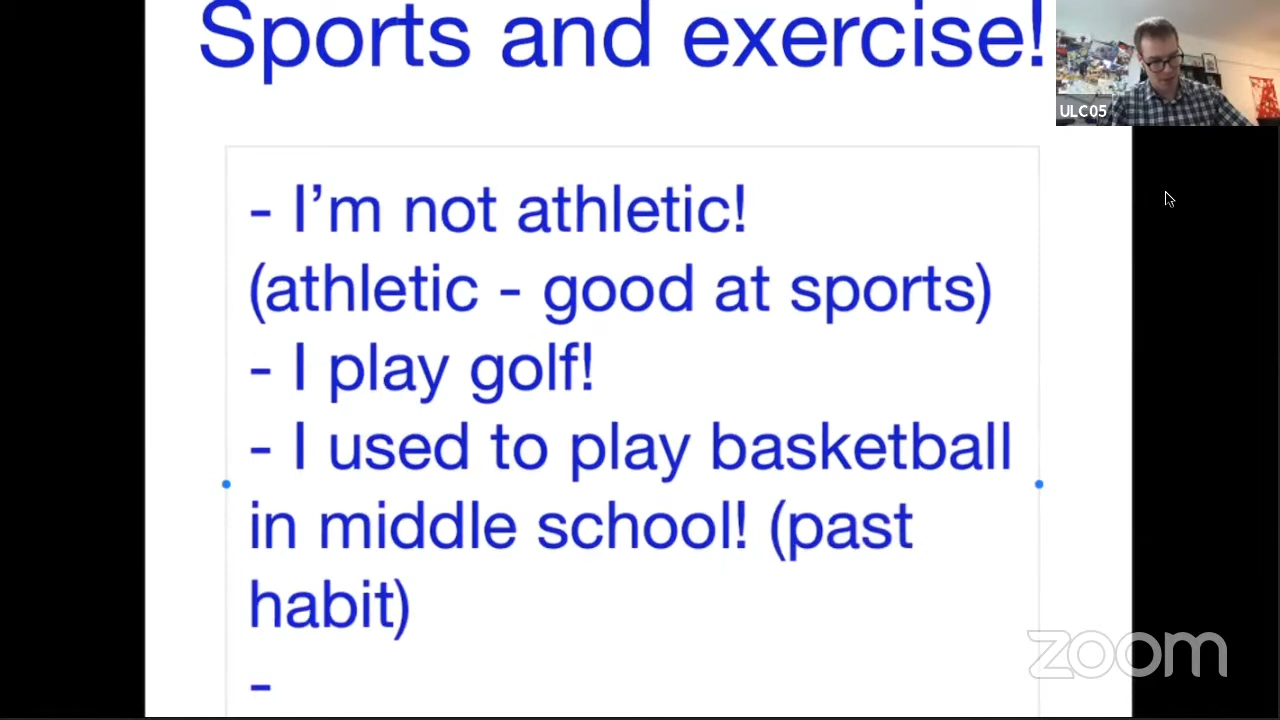 Sports and exercise!
ULC05
- I’m not athletic!
(athletic - good at sports)
- I play golf!
- I used to play basketball
in middle school! (past
habit)
-
zoom